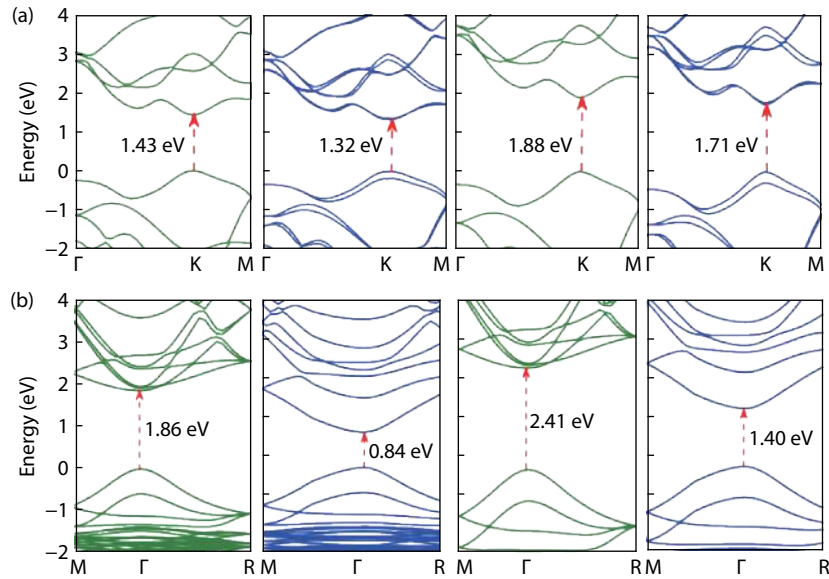 (a)
4
3
2
1
0
−1
−2
Energy (eV)
1.43 eV
1.32 eV
1.88 eV
1.71 eV
Γ K M Γ K M Γ K M Γ K M
(b)
4
3
2
1
0
−1
−2
Energy (eV)
1.86 eV
0.84 eV
2.41 eV
1.40 eV
M Γ R M Γ R M Γ R M Γ R